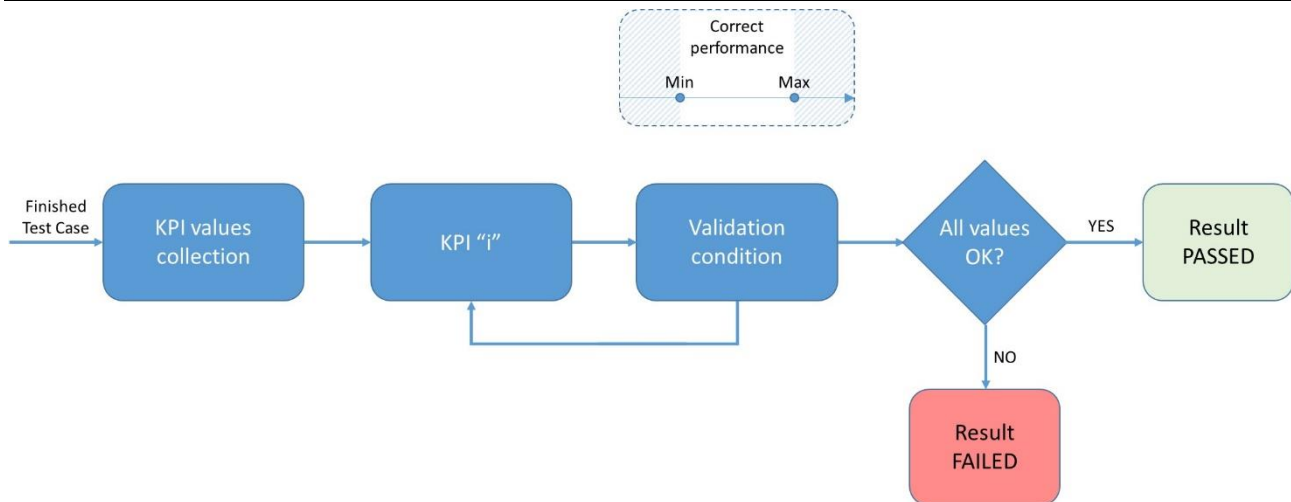 Correct
performance
Min
Max
Finished
Test Case
KPI values
collection
KPI “i”
Validation
condition
All values
OK?
YES
Result
PASSED
NO
Result
FAILED